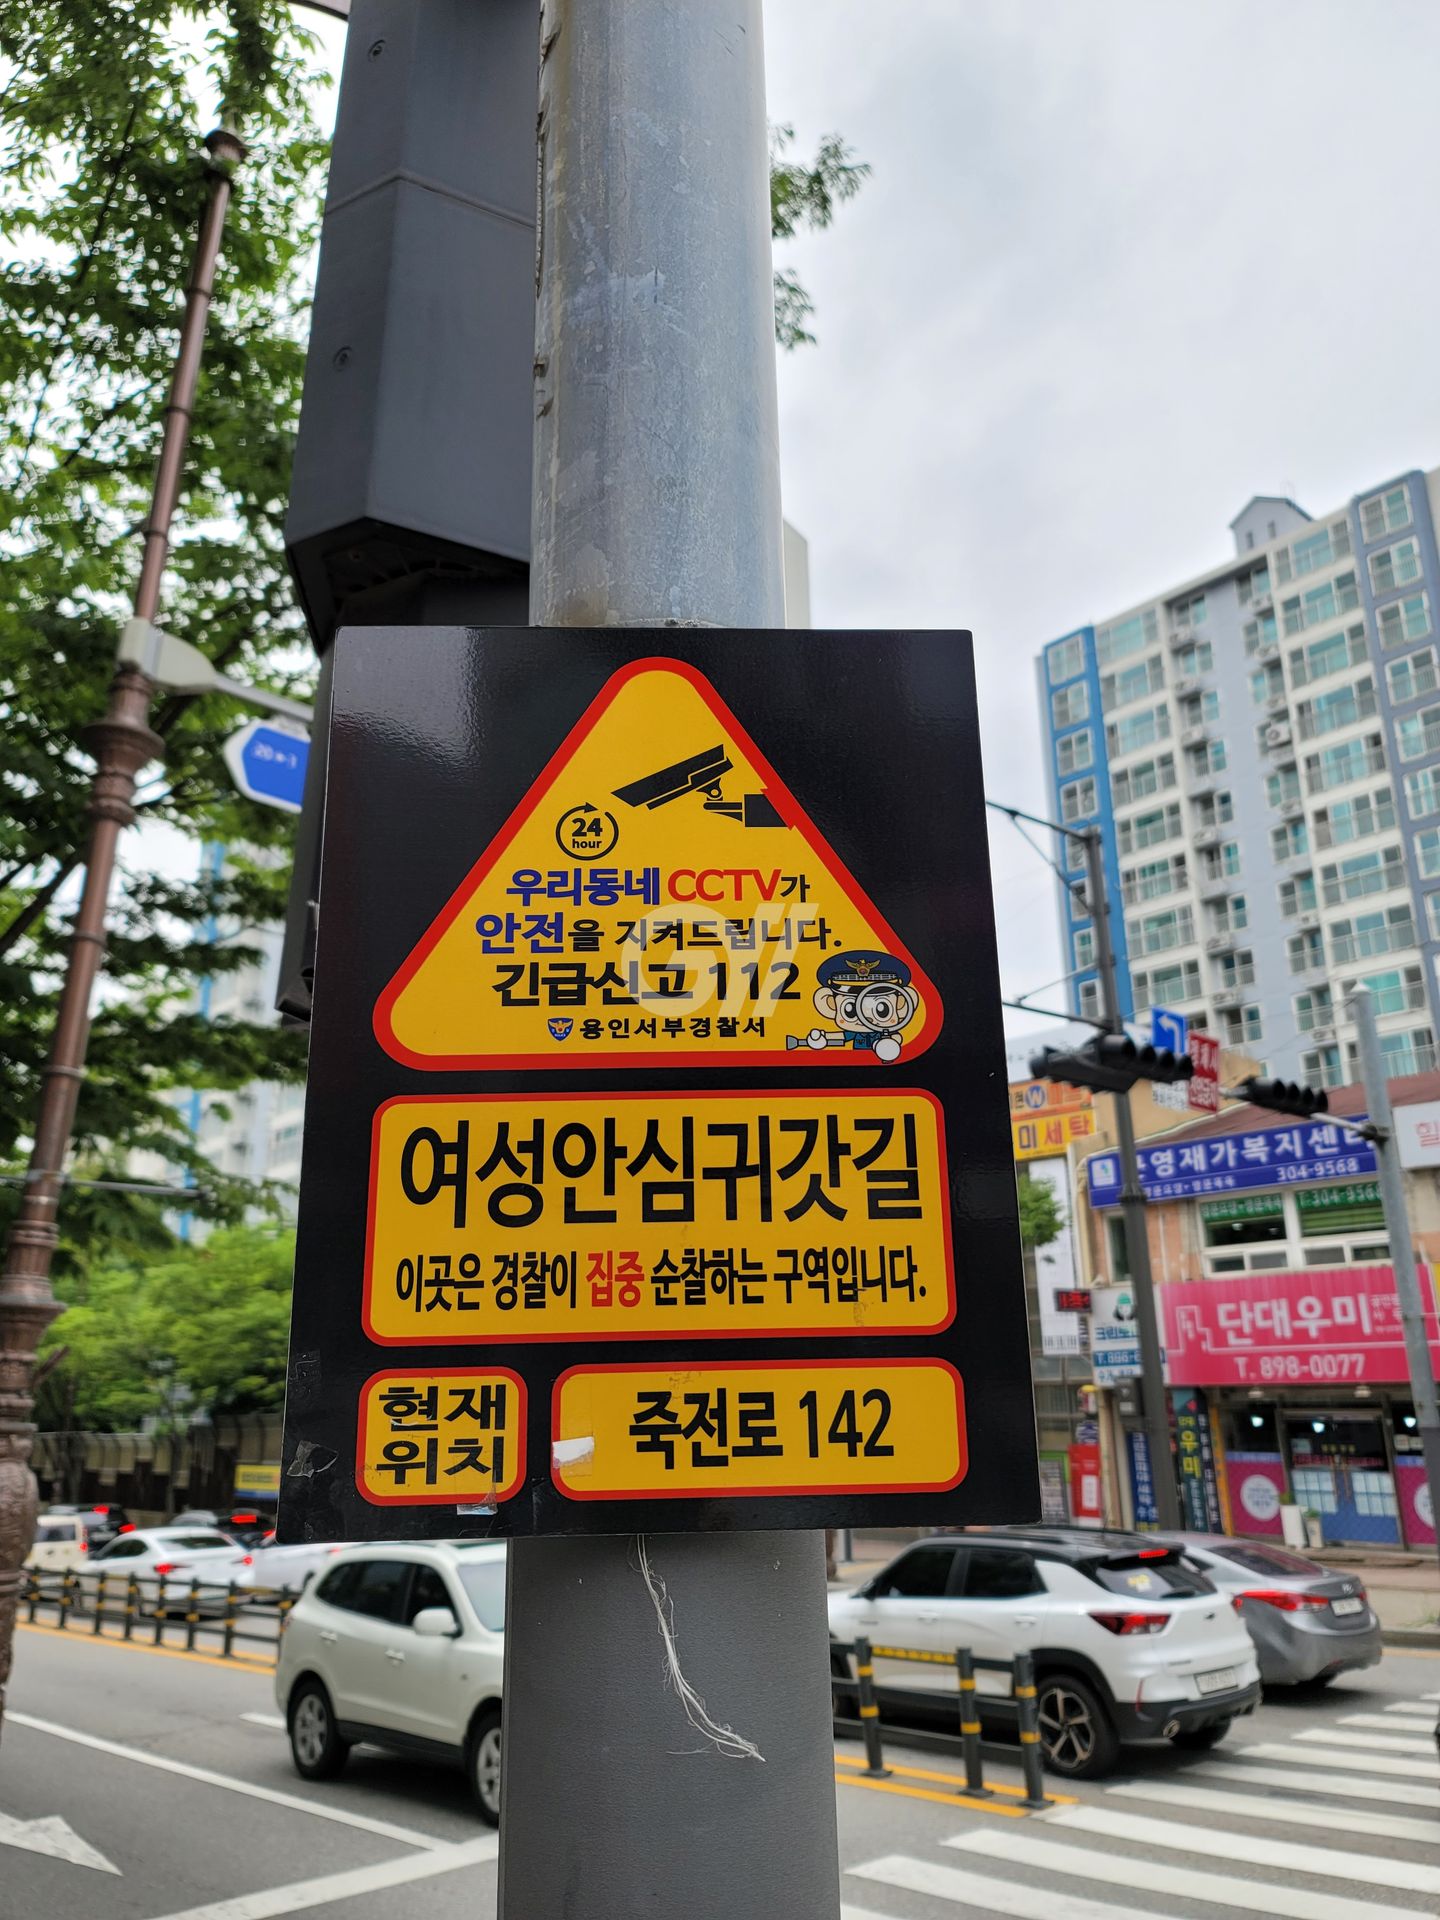 24
hour
우리동네 CCTV가
안전을 지켜드립니다.
긴급신고 112
용인서부경찰서
여성안심귀갓길
이곳은 경찰이 집중 순찰하는 구역입니다.
현재
위치
죽전로 142
미세탁
영재가복지센터
304-9568
T:304-9568
단대우미
T.898-0077